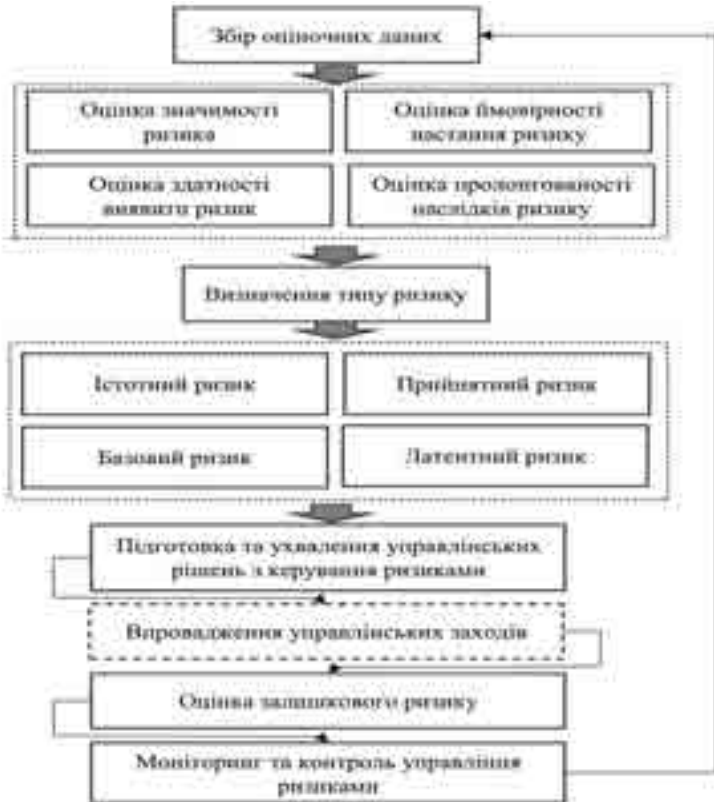 Збір оціночних даних
Оцінка значимості
ризика
Оцінка ймовірності
настання ризику
Оцінка здатності
виявити ризик
Оцінка пролонгованості
наслідків ризику
Визначення типу ризику
Істотний ризик
Прийнятний ризик
Базовий ризик
Латентний ризик
Підготовка та ухвалення управлінських
рішень з керування ризиками
Впровадження управлінських заходів
Оцінка залишкового ризику
Моніторинг та контроль управління
ризиками